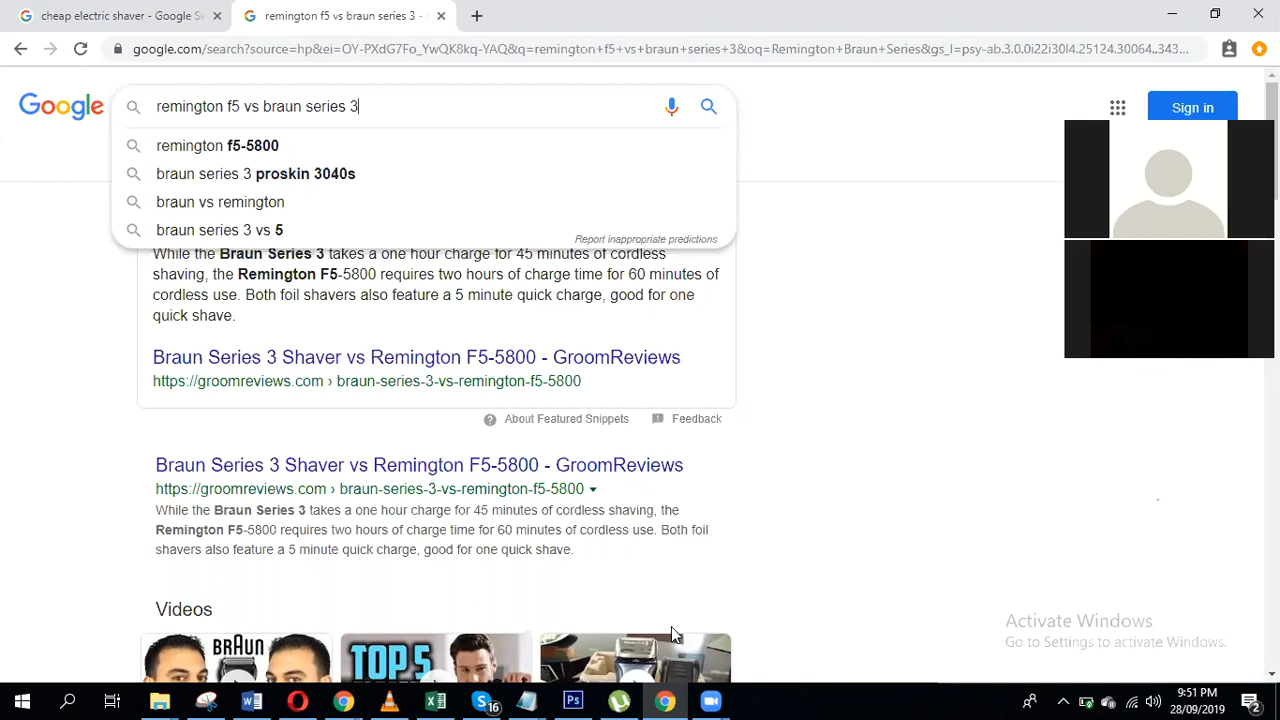 cheap electric shaver - Google Se
remington f5 vs braun series 3 -
google.com/search?source=hp&ei=OY-PXdG7Fo_YwQK8kq-YAQ&q=remington+f5+vs+braun+series+3&oq=Remington+Braun+Series&gs_l=psy-ab.3.0.0i22i30l4.25124.30064..343...
Google
remington f5 vs braun series 3
Sign in
remington f5-5800
braun series 3 proskin 3040s
braun vs remington
braun series 3 vs 5
Report inappropriate predictions
While the Braun Series 3 takes a one hour charge for 45 minutes of cordless
shaving, the Remington F5-5800 requires two hours of charge time for 60 minutes of
cordless use. Both foil shavers also feature a 5 minute quick charge, good for one
quick shave.
Braun Series 3 Shaver vs Remington F5-5800 - GroomReviews
https://groomreviews.com › braun-series-3-vs-remington-f5-5800
About Featured Snippets
Feedback
Braun Series 3 Shaver vs Remington F5-5800 - GroomReviews
https://groomreviews.com › braun-series-3-vs-remington-f5-5800
While the Braun Series 3 takes a one hour charge for 45 minutes of cordless shaving, the
Remington F5-5800 requires two hours of charge time for 60 minutes of cordless use. Both foil
shavers also feature a 5 minute quick charge, good for one quick shave.
Videos
BRAUN
TOP 5
Activate Windows
Go to Settings to activate Windows.
16
9:51 PM
28/09/2019
2